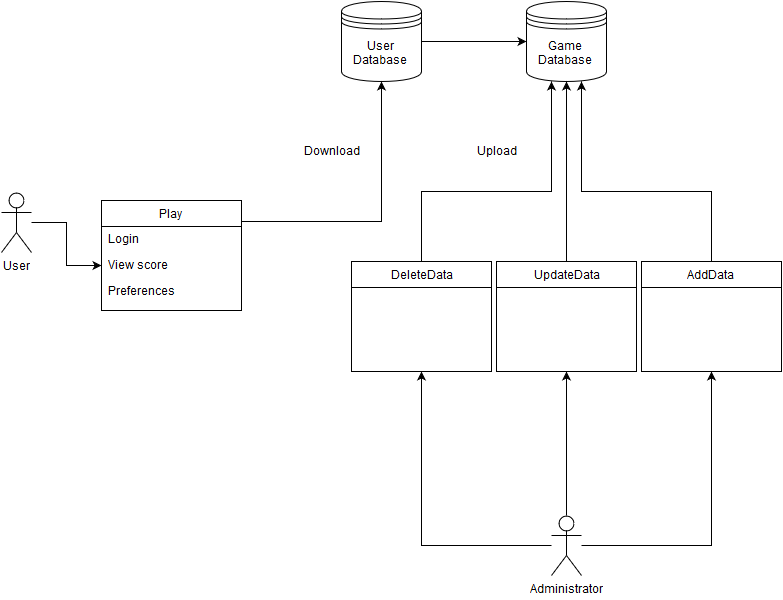 User
Database
Game
Database
Download
Upload
Play
Login
View score
Preferences
User
DeleteData
UpdateData
AddData
Administrator